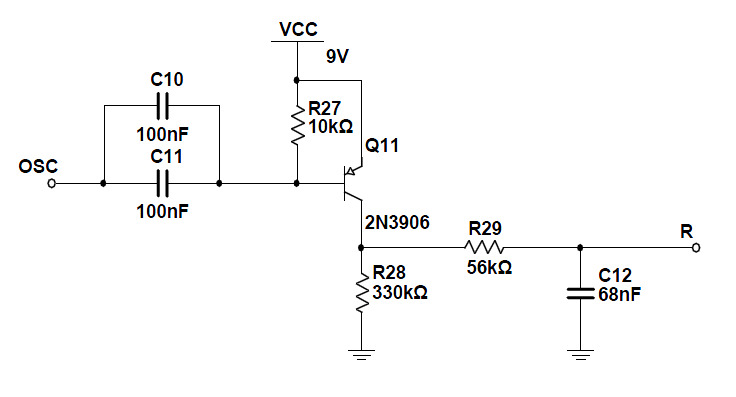 VCC
9V
C10
100nF
R27
10kΩ
Q11
C11
100nF
OSC
2N3906
R29
56kΩ
R
R28
330kΩ
C12
68nF